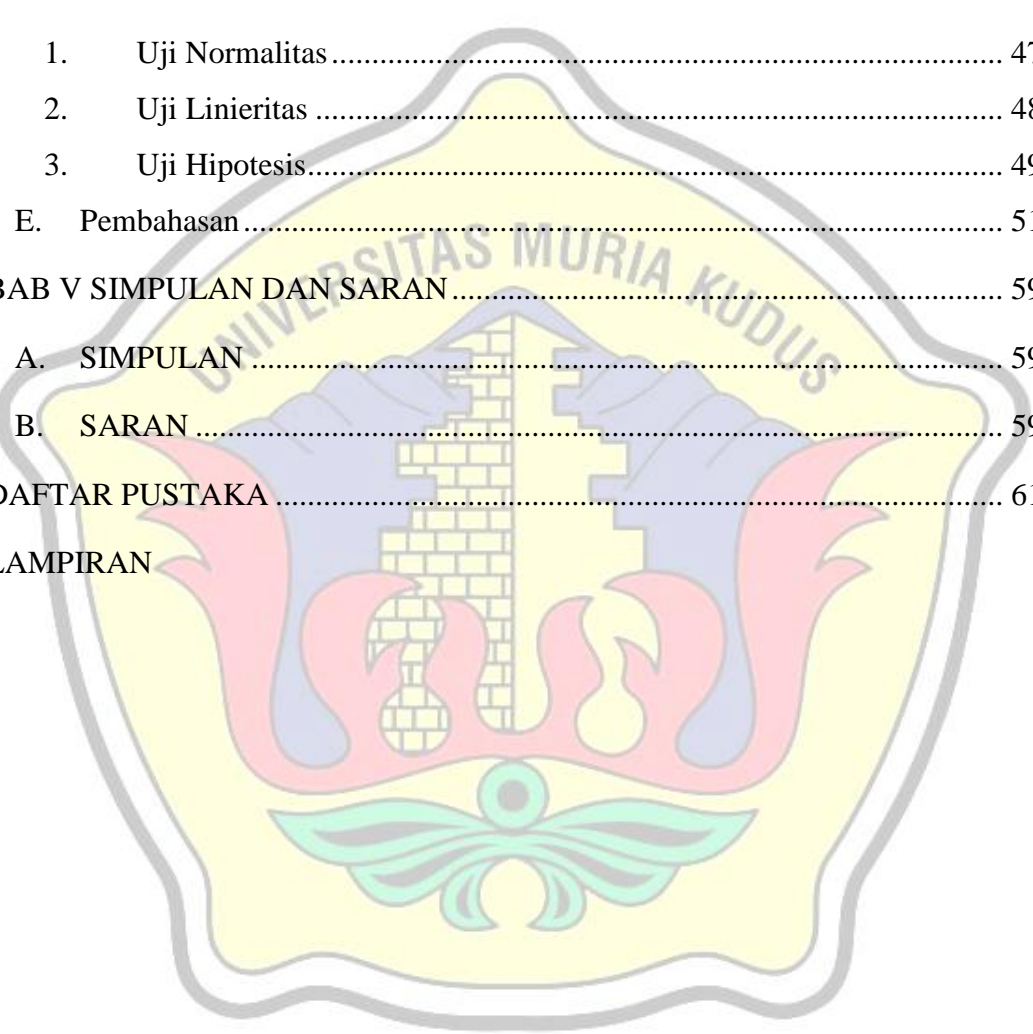 1. Uji Normalitas ........ 47
2. Uji Linieritas ........ 48
3. Uji Hipotesis ........ 49
E. Pembahasan ........ 51
BAB V SIMPULAN DAN SARAN ........ 59
A. SIMPULAN ........ 59
B. SARAN ........ 59
DAFTAR PUSTAKA ........ 61
LAMPIRAN
UNIVERSITAS MURIA KUDUS